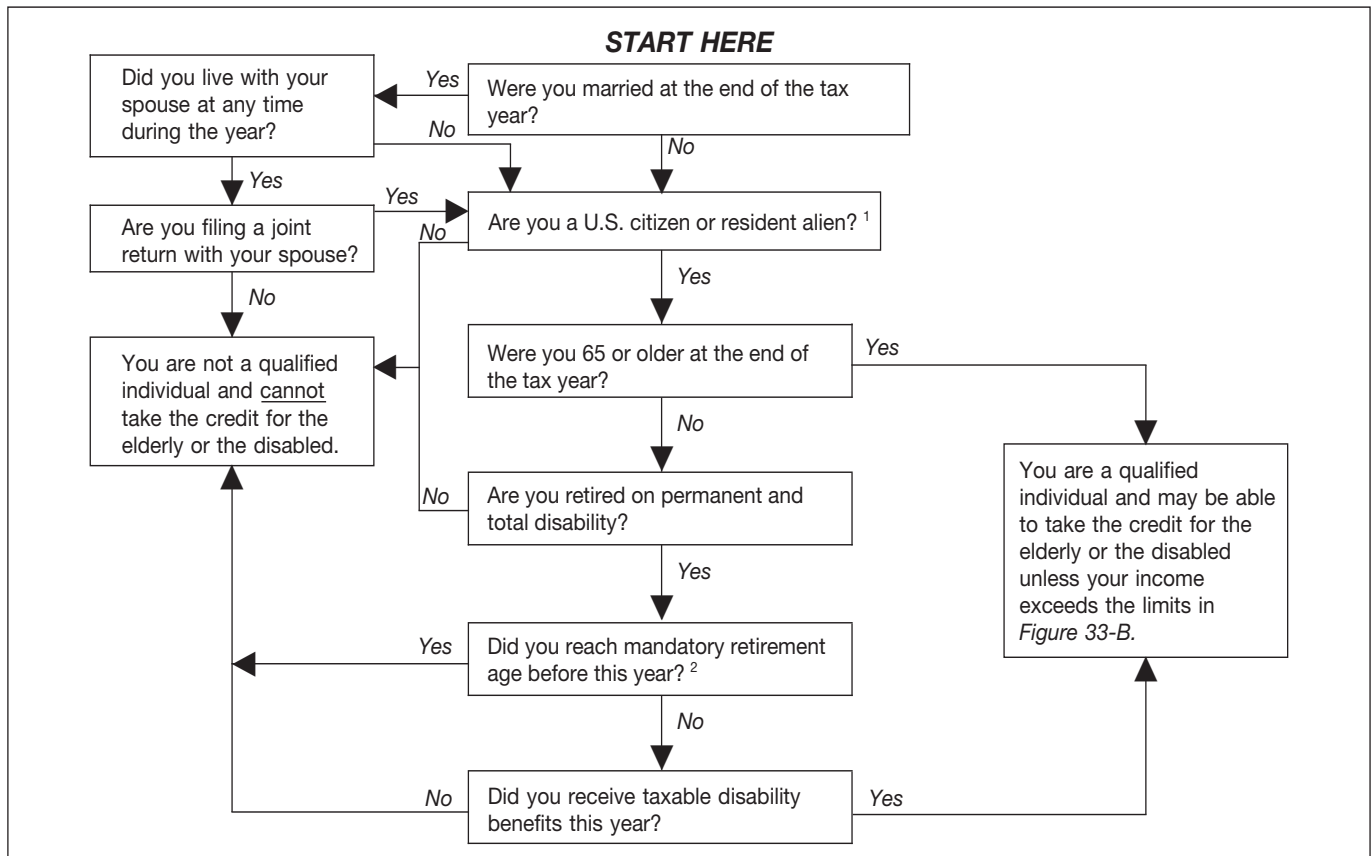 START HERE
Did you live with your
spouse at any time
during the year?
Yes
Were you married at the end of the tax
year?
No
No
Yes
Are you filing a joint
return with your spouse?
Yes
Are you a U.S. citizen or resident alien? 1
No
No
Yes
You are not a qualified
individual and cannot
take the credit for the
elderly or the disabled.
Were you 65 or older at the end of
the tax year?
Yes
No
Are you retired on permanent and
total disability?
No
Yes
You are a qualified
individual and may be able
to take the credit for the
elderly or the disabled
unless your income
exceeds the limits in
Figure 33-B.
Did you reach mandatory retirement
age before this year? 2
Yes
No
Did you receive taxable disability
benefits this year?
No
Yes